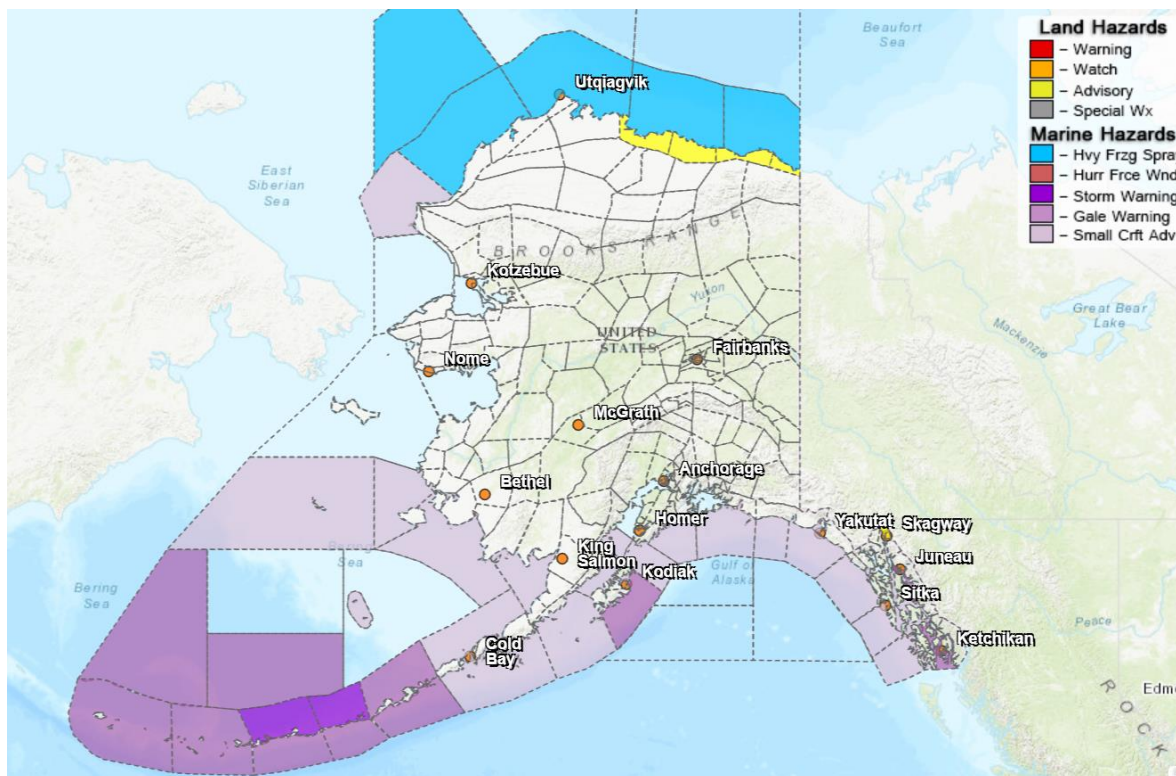 Beaufort
Sea
Land Hazards
– Warning
– Watch
– Advisory
– Special Wx
Marine Hazards
– Hvy Frzg Spra
– Hurr Frce Wnd
– Storm Warning
– Gale Warning
– Small Crft Adv
Utqiagvik
East
Siberian
Sea
BROOKS RANGE
Kotzebue
Yukon
Great Bear
Lake
Mackenzie
UNITED
STATES
Fairbanks
Nome
McGrath
Anchorage
Bethel
Homer
Yakutat
Skagway
King
Salmon
Bering
Sea
Kodiak
Gulf of
Alaska
Juneau
Bering
Sea
Sitka
Peace
Cold
Bay
Ketchikan
Edm
ROCK